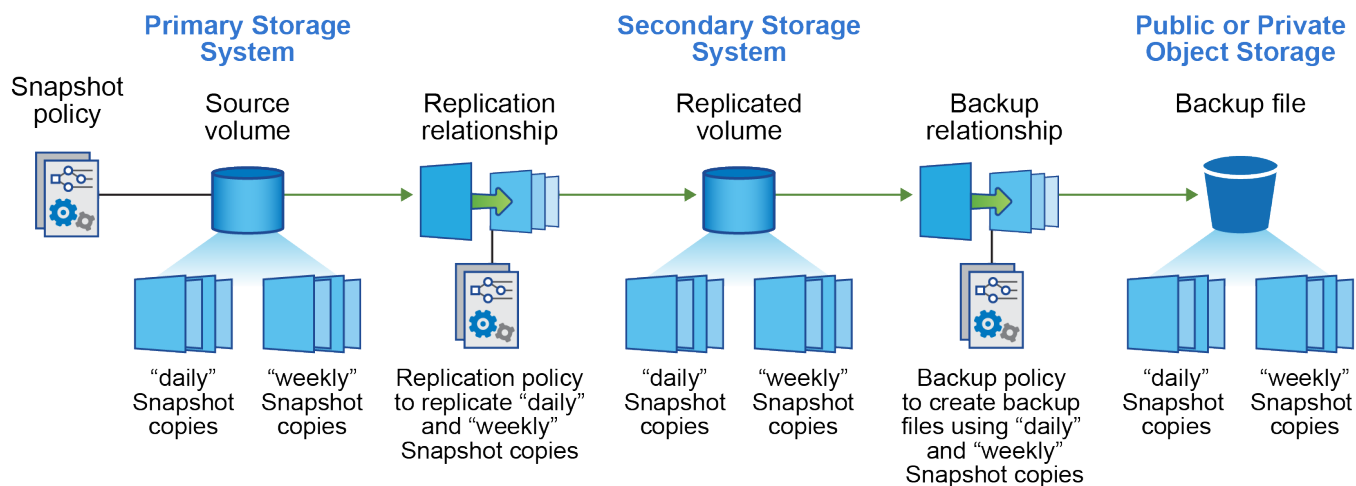 Primary Storage
System
Secondary Storage
System
Public or Private
Object Storage
Snapshot
policy
Source
volume
Replication
relationship
Replicated
volume
Backup
relationship
Backup file
“daily”
Snapshot
copies
“weekly”
Snapshot
copies
Replication policy
to replicate “daily”
and “weekly”
Snapshot copies
“daily”
Snapshot
copies
“weekly”
Snapshot
copies
Backup policy
to create backup
files using “daily”
and “weekly”
Snapshot copies
“daily”
Snapshot
copies
“weekly”
Snapshot
copies